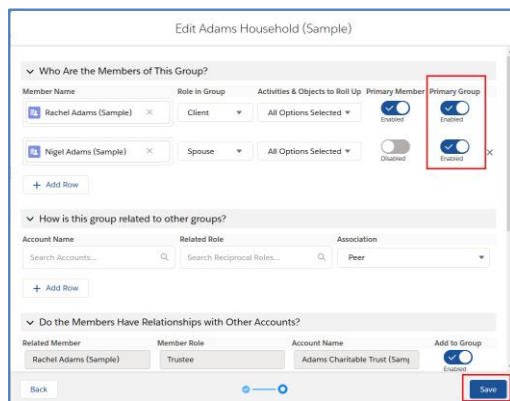 Edit Adams Household (Sample)
Who Are the Members of This Group?
Member Name Role in Group Activities & Objects to Roll Up Primary Member Primary Group
Rachel Adams (Sample) Client All Options Selected Enabled Enabled
Nigel Adams (Sample) Spouse All Options Selected Disabled Enabled
+ Add Row
How is this group related to other groups?
Account Name Related Role Association
Search Accounts... Search Reciprocal Roles... Peer
+ Add Row
Do the Members Have Relationships with Other Accounts?
Related Member Member Role Account Name Add to Group
Rachel Adams (Sample) Trustee Adams Charitable Trust (Sam Enabled
Back Save